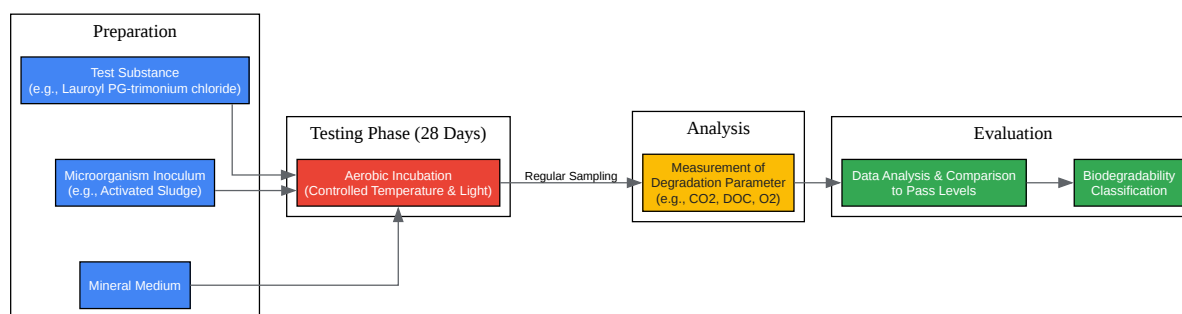 Preparation
Test Substance
(e.g., Lauroyl PG-trimonium chloride)
Microorganism Inoculum
(e.g., Activated Sludge)
Mineral Medium
Testing Phase (28 Days)
Aerobic Incubation
(Controlled Temperature & Light)
Regular Sampling
Analysis
Measurement of
Degradation Parameter
(e.g., CO2, DOC, O2)
Evaluation
Data Analysis & Comparison
to Pass Levels
Biodegradability
Classification